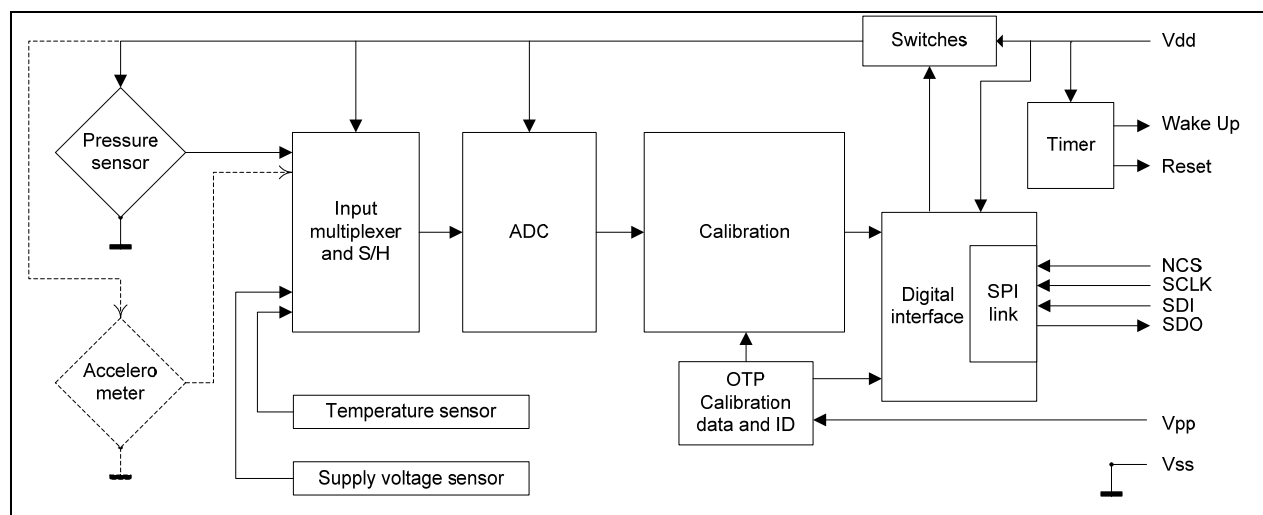 Switches
Vdd
Pressure
sensor
Timer
Wake Up
Reset
Input
multiplexer
and S/H
ADC
Calibration
Digital
interface
SPI
link
NCS
SCLK
SDI
SDO
Accelero
meter
OTP
Calibration
data and ID
Temperature sensor
Vpp
Supply voltage sensor
Vss